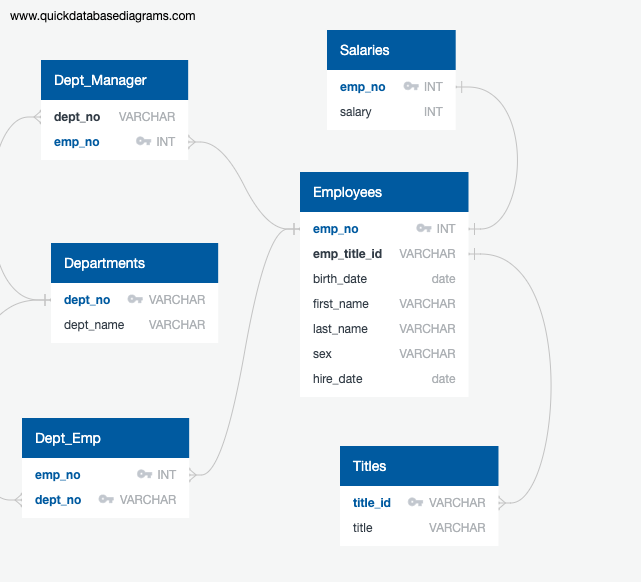 www.quickdatabasediagrams.com
Dept_Manager
dept_no VARCHAR
emp_no INT
Salaries
emp_no INT
salary INT
Employees
emp_no INT
emp_title_id VARCHAR
birth_date date
first_name VARCHAR
last_name VARCHAR
sex VARCHAR
hire_date date
Departments
dept_no VARCHAR
dept_name VARCHAR
Dept_Emp
emp_no INT
dept_no VARCHAR
Titles
title_id VARCHAR
title VARCHAR